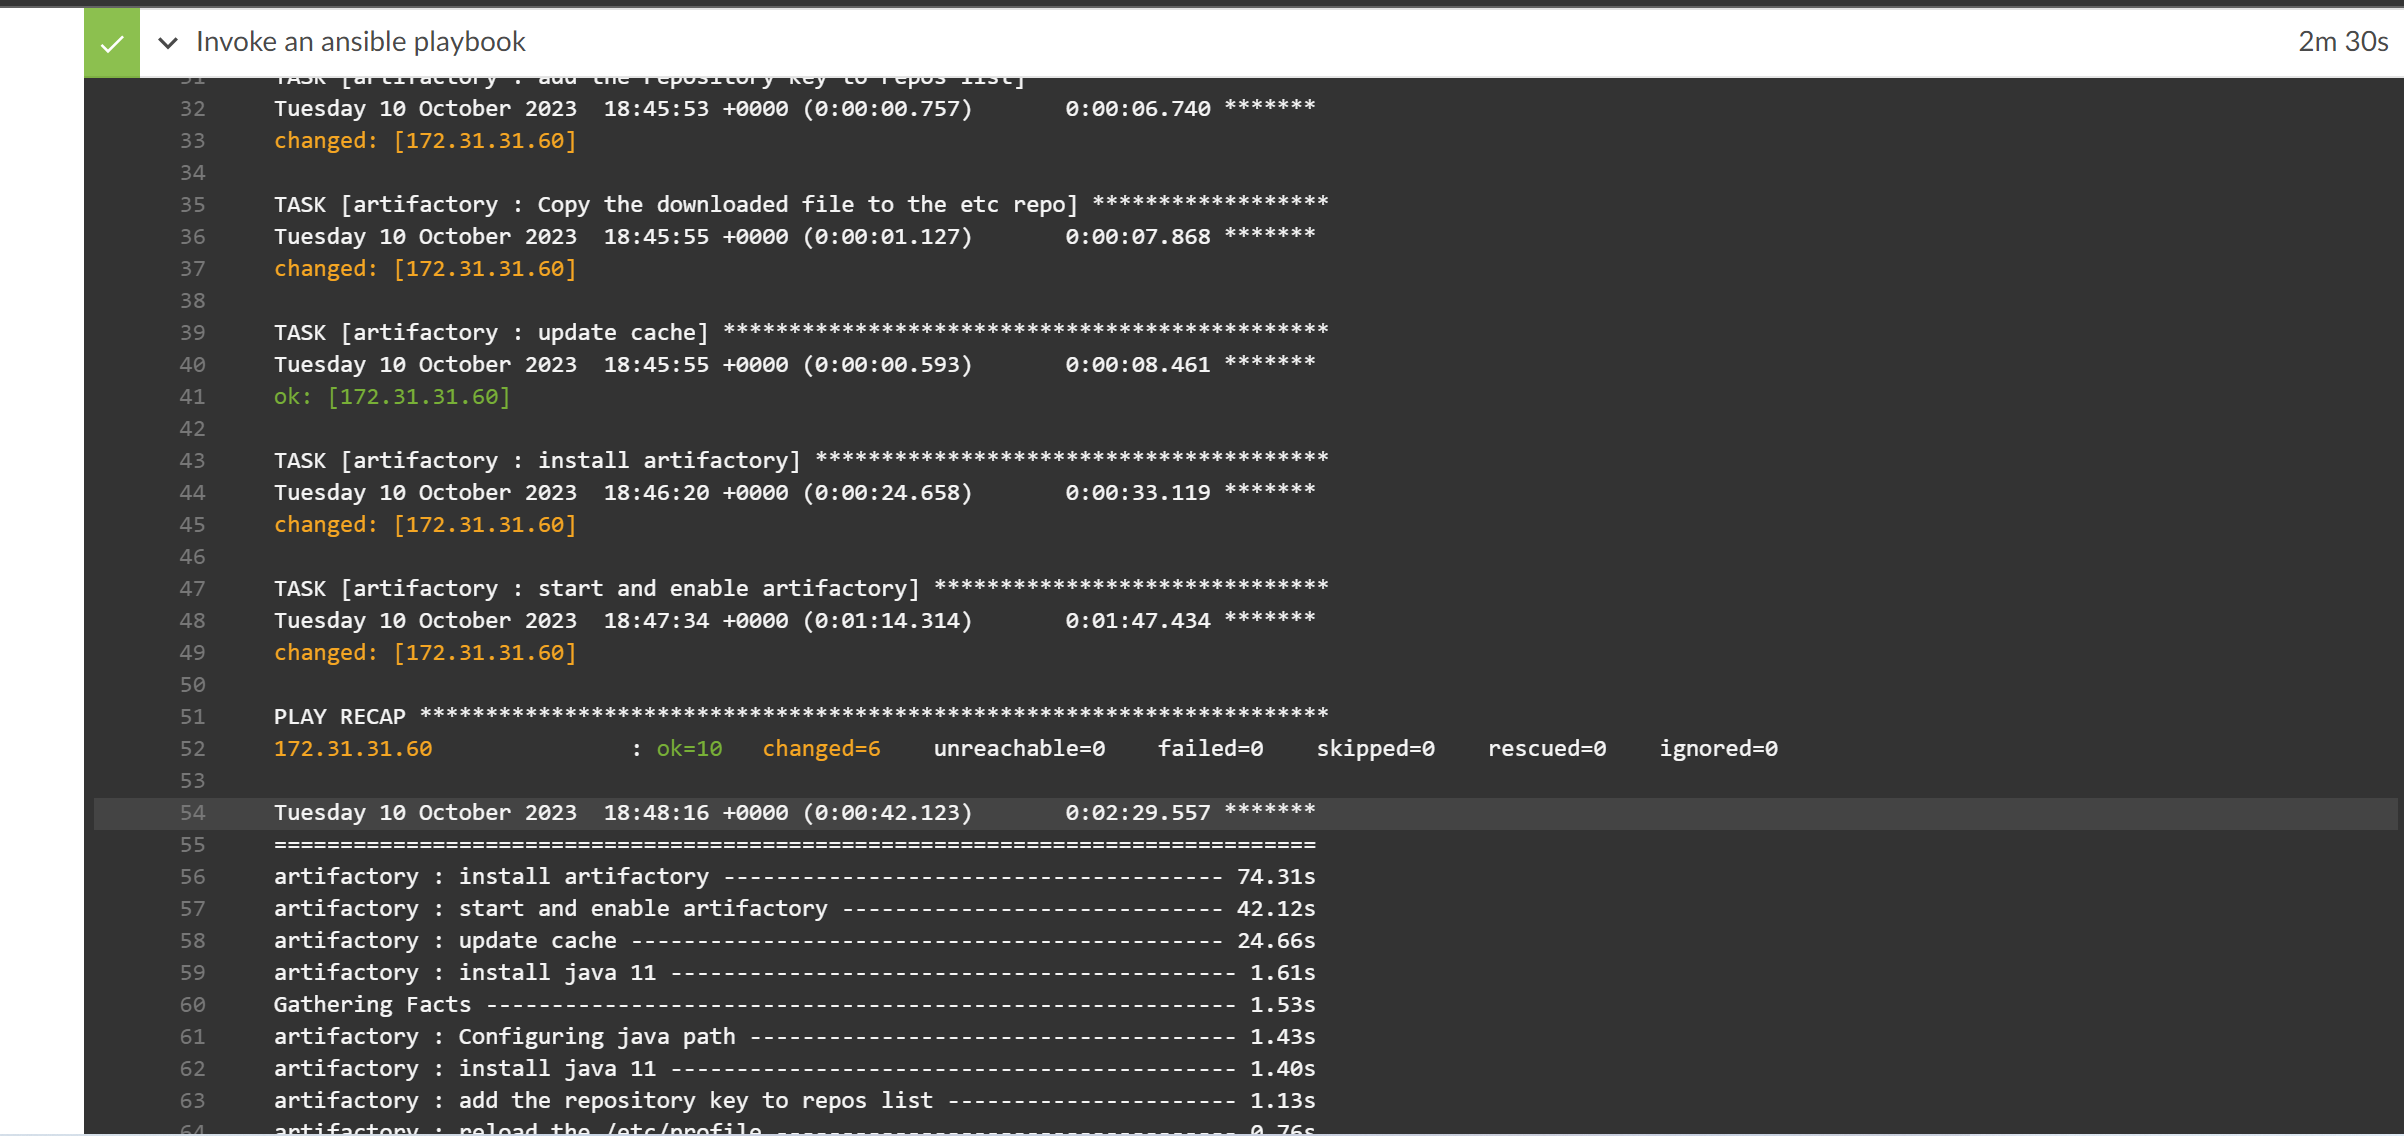 Invoke an ansible playbook 2m 30s
31 TASK [artifactory : add the repository key to repos list]
32 Tuesday 10 October 2023  18:45:53 +0000 (0:00:00.757)       0:00:06.740 *******
33 changed: [172.31.31.60]
34
35 TASK [artifactory : Copy the downloaded file to the etc repo] ******************
36 Tuesday 10 October 2023  18:45:55 +0000 (0:00:01.127)       0:00:07.868 *******
37 changed: [172.31.31.60]
38
39 TASK [artifactory : update cache] **********************************************
40 Tuesday 10 October 2023  18:45:55 +0000 (0:00:00.593)       0:00:08.461 *******
41 ok: [172.31.31.60]
42
43 TASK [artifactory : install artifactory] ***************************************
44 Tuesday 10 October 2023  18:46:20 +0000 (0:00:24.658)       0:00:33.119 *******
45 changed: [172.31.31.60]
46
47 TASK [artifactory : start and enable artifactory] ******************************
48 Tuesday 10 October 2023  18:47:34 +0000 (0:01:14.314)       0:01:47.434 *******
49 changed: [172.31.31.60]
50
51 PLAY RECAP *********************************************************************
52 172.31.31.60               : ok=10   changed=6    unreachable=0    failed=0    skipped=0    rescued=0    ignored=0
53
54 Tuesday 10 October 2023  18:48:16 +0000 (0:00:42.123)       0:02:29.557 *******
55 ===============================================================================
56 artifactory : install artifactory -------------------------------------- 74.31s
57 artifactory : start and enable artifactory ----------------------------- 42.12s
58 artifactory : update cache --------------------------------------------- 24.66s
59 artifactory : install java 11 ------------------------------------------- 1.61s
60 Gathering Facts --------------------------------------------------------- 1.53s
61 artifactory : Configuring java path ------------------------------------- 1.43s
62 artifactory : install java 11 ------------------------------------------- 1.40s
63 artifactory : add the repository key to repos list ---------------------- 1.13s
64 artifactory : reload the /etc/profile ----------------------------------- 0.76s